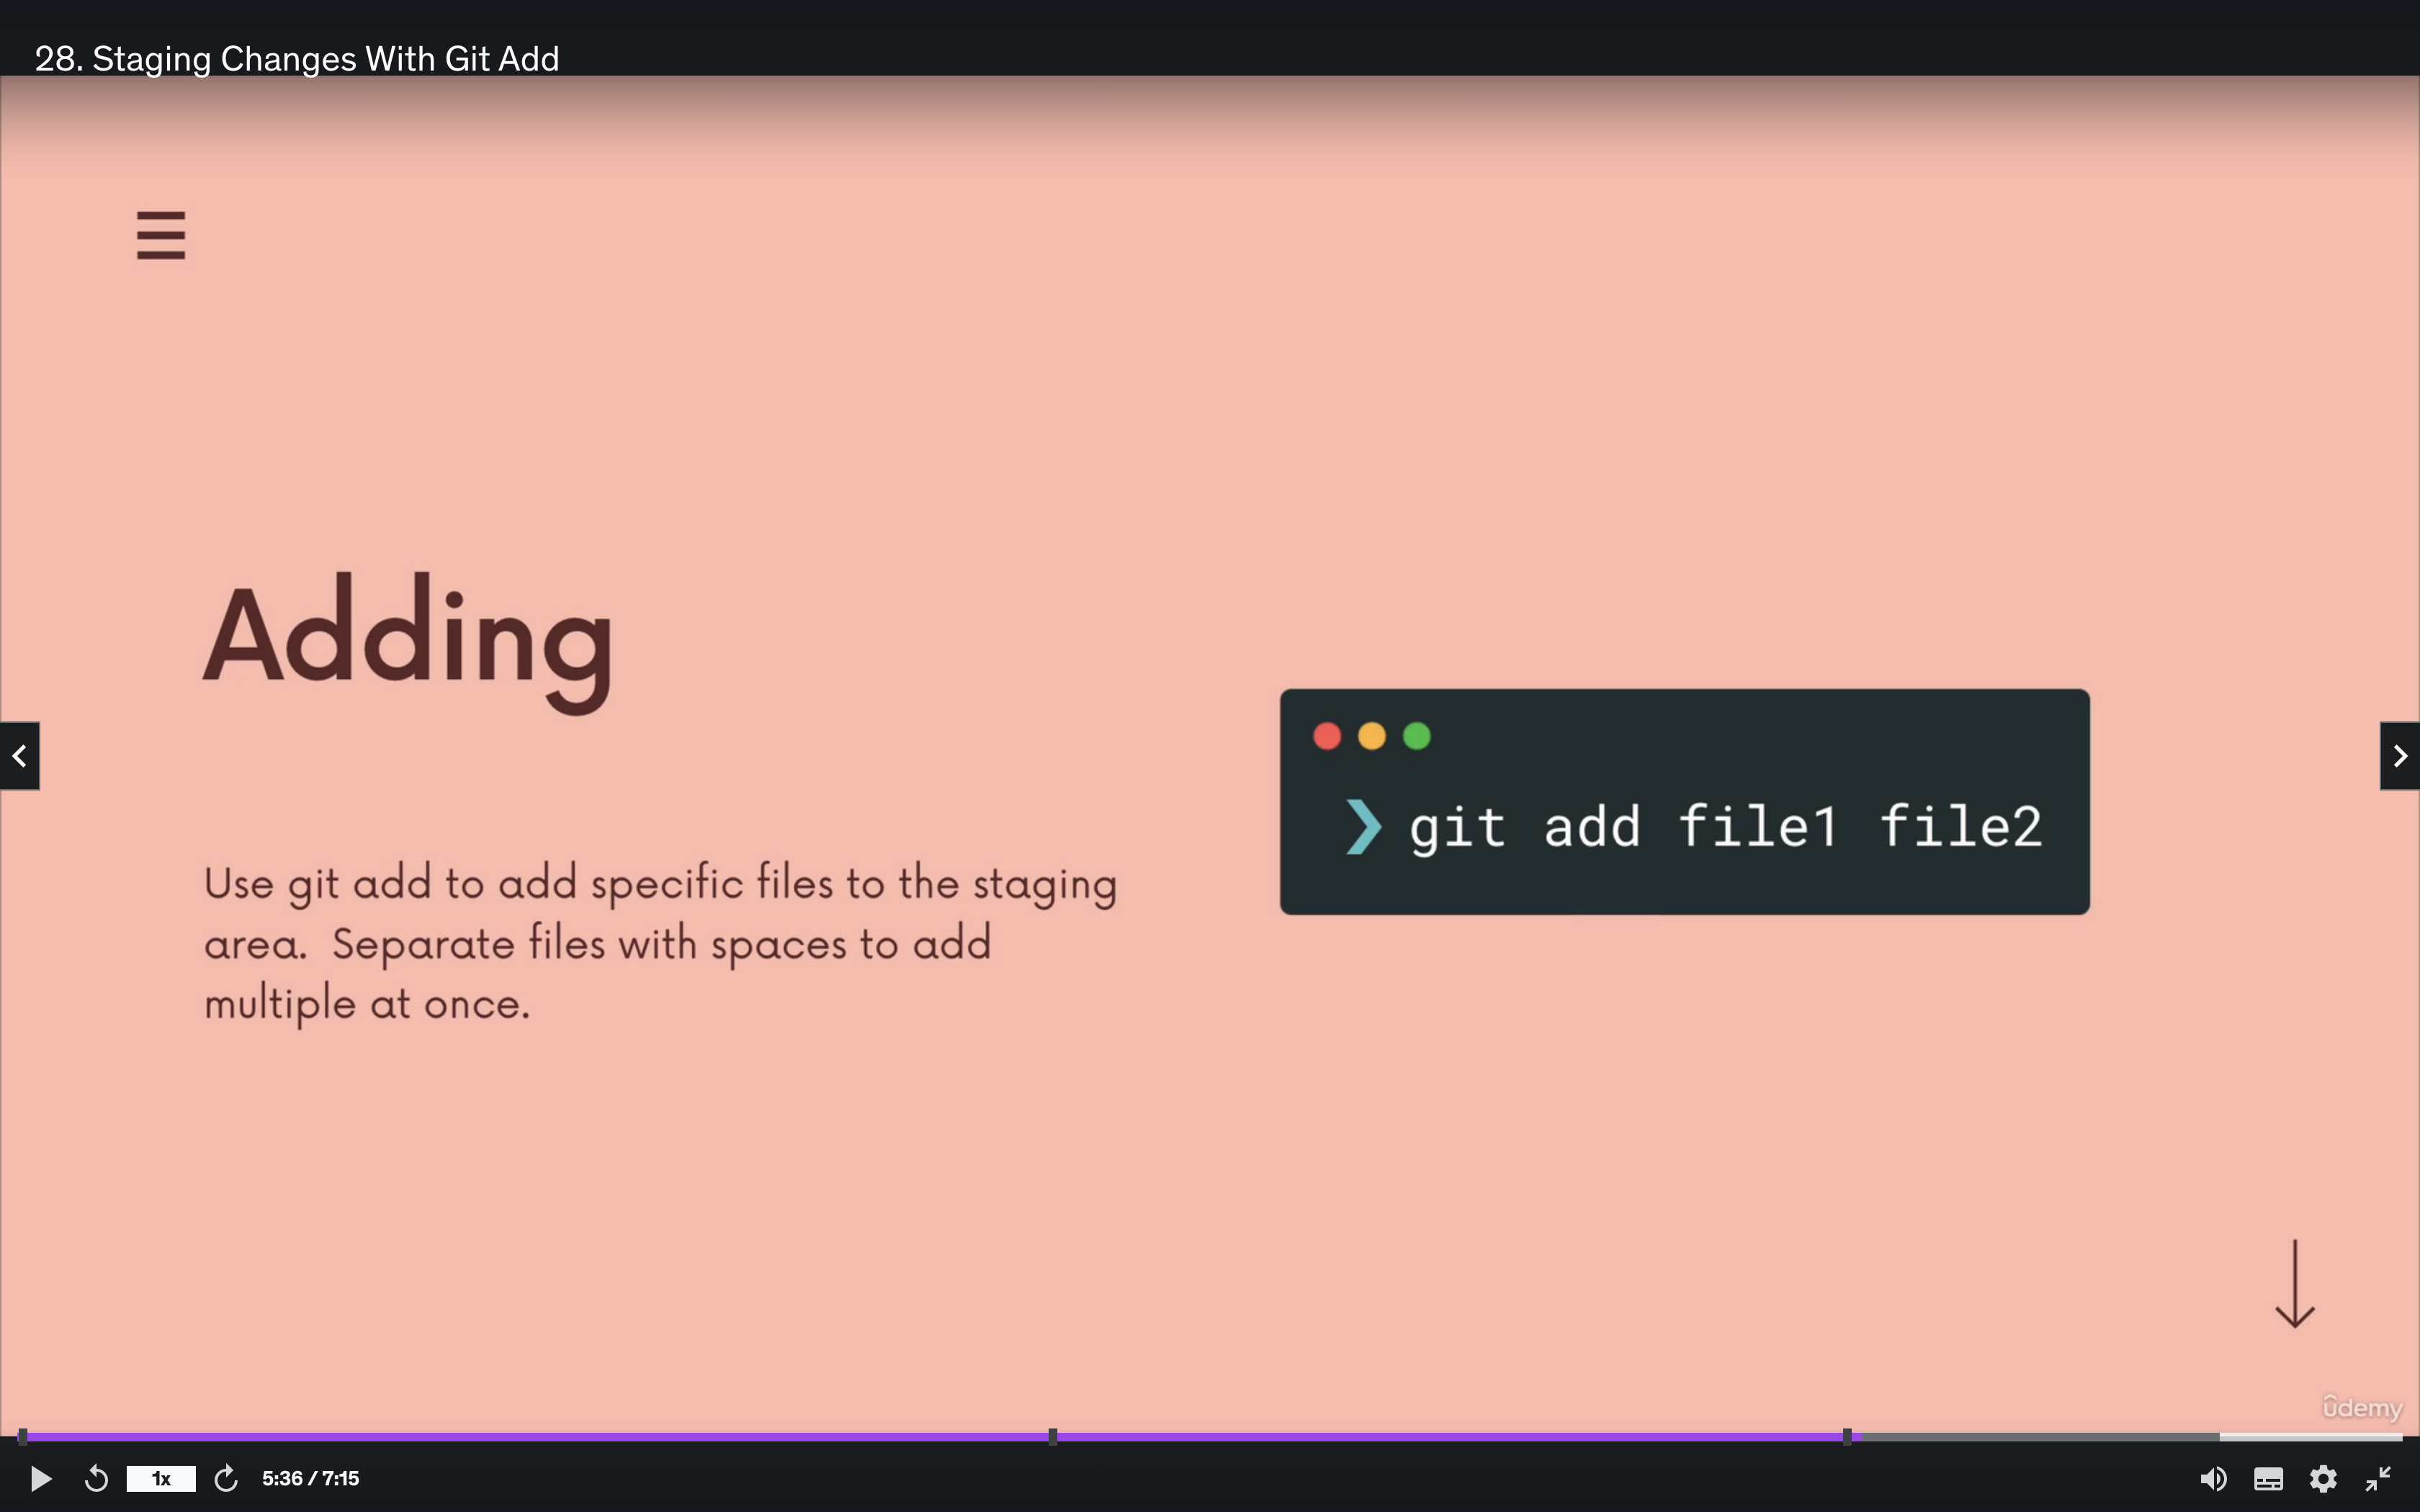 28. Staging Changes With Git Add
Adding
Use git add to add specific files to the staging
area. Separate files with spaces to add
multiple at once.
❯ git add file1 file2
udemy
1x
5:36 / 7:15